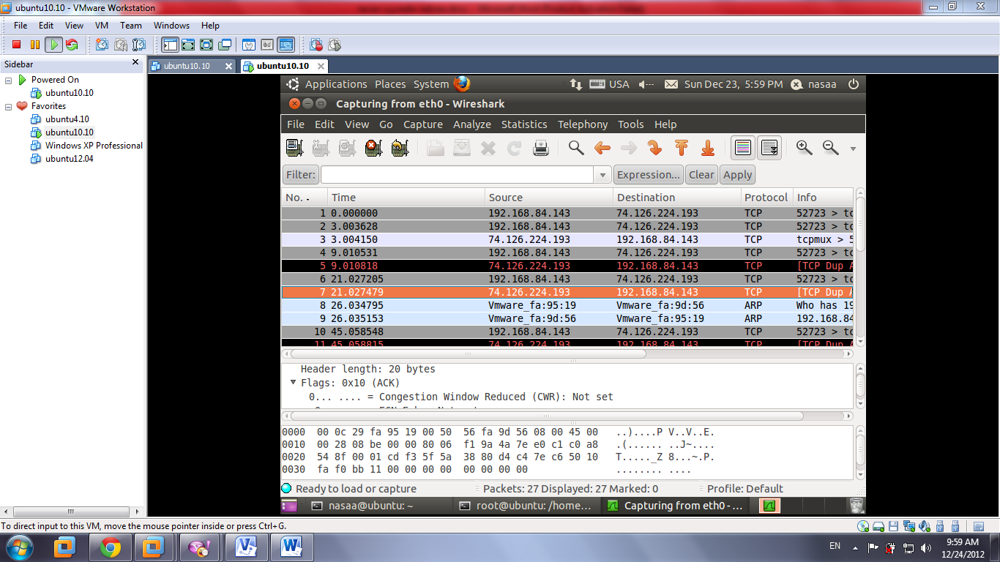 ubuntu10.10 - VMware Workstation
File Edit View VM Team Windows Help
Sidebar
Powered On
ubuntu10.10
Favorites
ubuntu4.10
ubuntu10.10
Windows XP Professional
ubuntu12.04
ubuntu10.10 ubuntu10.10
Applications Places System USA Sun Dec 23, 5:59 PM nasaa
Capturing from eth0 - Wireshark
File Edit View Go Capture Analyze Statistics Telephony Tools Help
Filter: Expression... Clear Apply
No. Time Source Destination Protocol Info
1 0.000000 192.168.84.143 74.126.224.193 TCP 52723 > tc
2 3.003628 192.168.84.143 74.126.224.193 TCP 52723 > tc
3 3.004150 74.126.224.193 192.168.84.143 TCP tcpmux > 5
4 9.010531 192.168.84.143 74.126.224.193 TCP 52723 > tc
5 9.010818 74.126.224.193 192.168.84.143 TCP [TCP Dup A
6 21.027205 192.168.84.143 74.126.224.193 TCP 52723 > tc
7 21.027479 74.126.224.193 192.168.84.143 TCP [TCP Dup A
8 26.034795 Vmware_fa:95:19 Vmware_fa:9d:56 ARP Who has 19
9 26.035153 Vmware_fa:9d:56 Vmware_fa:95:19 ARP 192.168.84
10 45.058548 192.168.84.143 74.126.224.193 TCP 52723 > tc
11 45.058815 74.126.224.193 192.168.84.143 TCP [TCP Dup A
Header length: 20 bytes
Flags: 0x10 (ACK)
0... .... = Congestion Window Reduced (CWR): Not set
0000 00 0c 29 fa 95 19 00 50 56 fa 9d 56 08 00 45 00 ..)....P V..V..E.
0010 00 28 08 be 00 00 80 06 f1 9a 4a 7e e0 c1 c0 a8 .(...... ..J~....
0020 54 8f 00 01 cd f3 5f 5a 38 80 d4 c4 7e c6 50 10 T....._Z 8...~.P.
0030 fa f0 bb 11 00 00 00 00 00 00 00 00 ........ ....
Ready to load or capture Packets: 27 Displayed: 27 Marked: 0 Profile: Default
nasaa@ubuntu: ~ root@ubuntu: /home... Capturing from eth0 - ...
To direct input to this VM, move the mouse pointer inside or press Ctrl+G.
EN 9:59 AM
12/24/2012